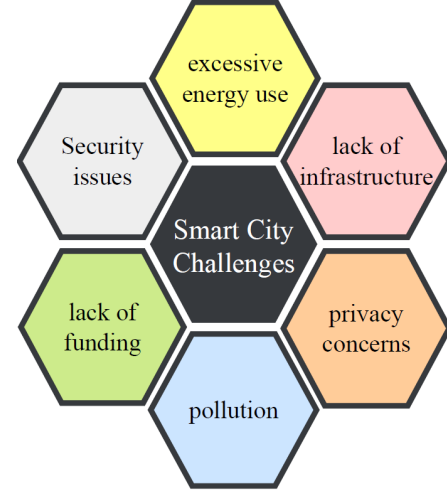 excessive
energy use
Security
issues
lack of
infrastructure
Smart City
Challenges
lack of
funding
privacy
concerns
pollution